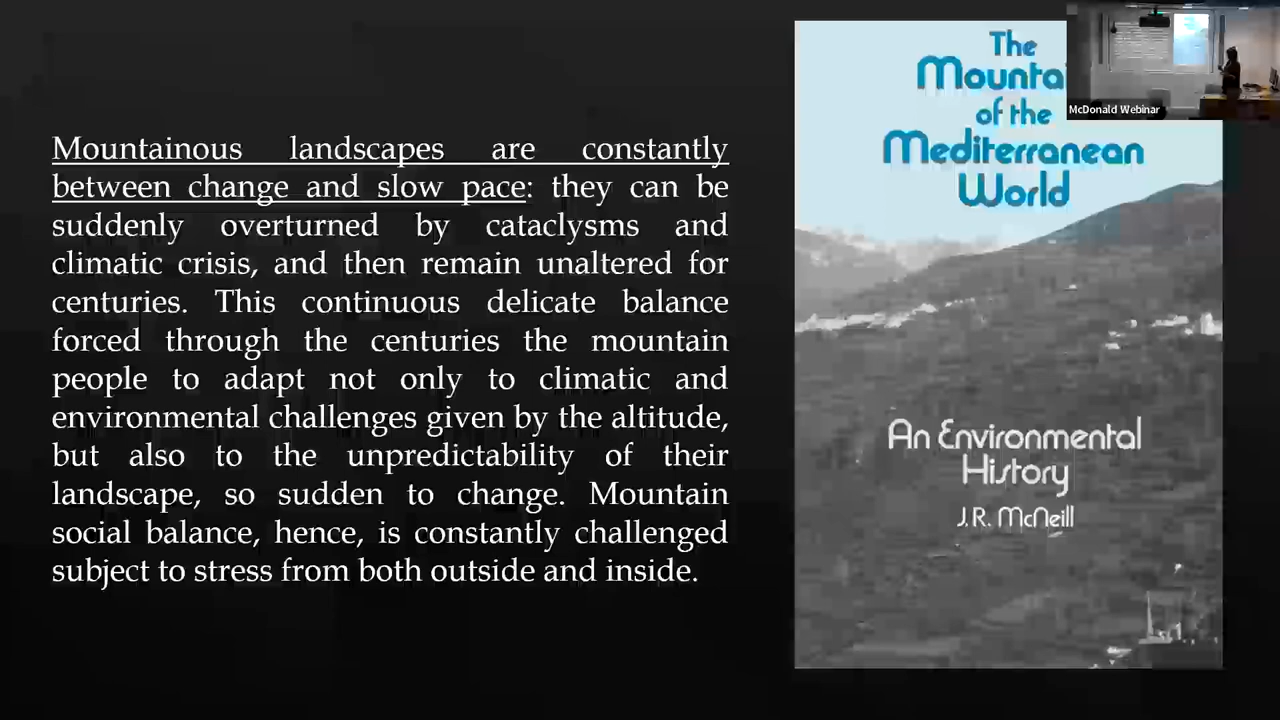 Mountainous landscapes are constantly
between change and slow pace: they can be
suddenly overturned by cataclysms and
climatic crisis, and then remain unaltered for
centuries. This continuous delicate balance
forced through the centuries the mountain
people to adapt not only to climatic and
environmental challenges given by the altitude,
but also to the unpredictability of their
landscape, so sudden to change. Mountain
social balance, hence, is constantly challenged
subject to stress from both outside and inside.
The
Mounta
of the
Mediterranean
World
An Environmental
History
J.R. McNeill
McDonald Webinar